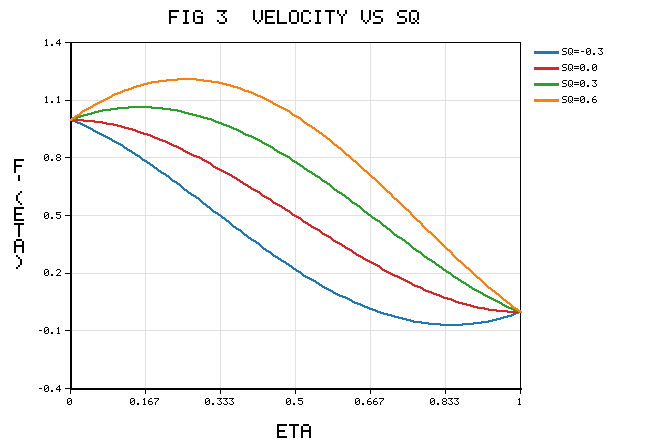 FIG 3 VELOCITY VS SQ
1.4
1.1
0.8
0.5
0.2
-0.1
-0.4
F'(ETA)
0 0.167 0.333 0.5 0.667 0.833 1
ETA
SQ=-0.3
SQ=0.0
SQ=0.3
SQ=0.6